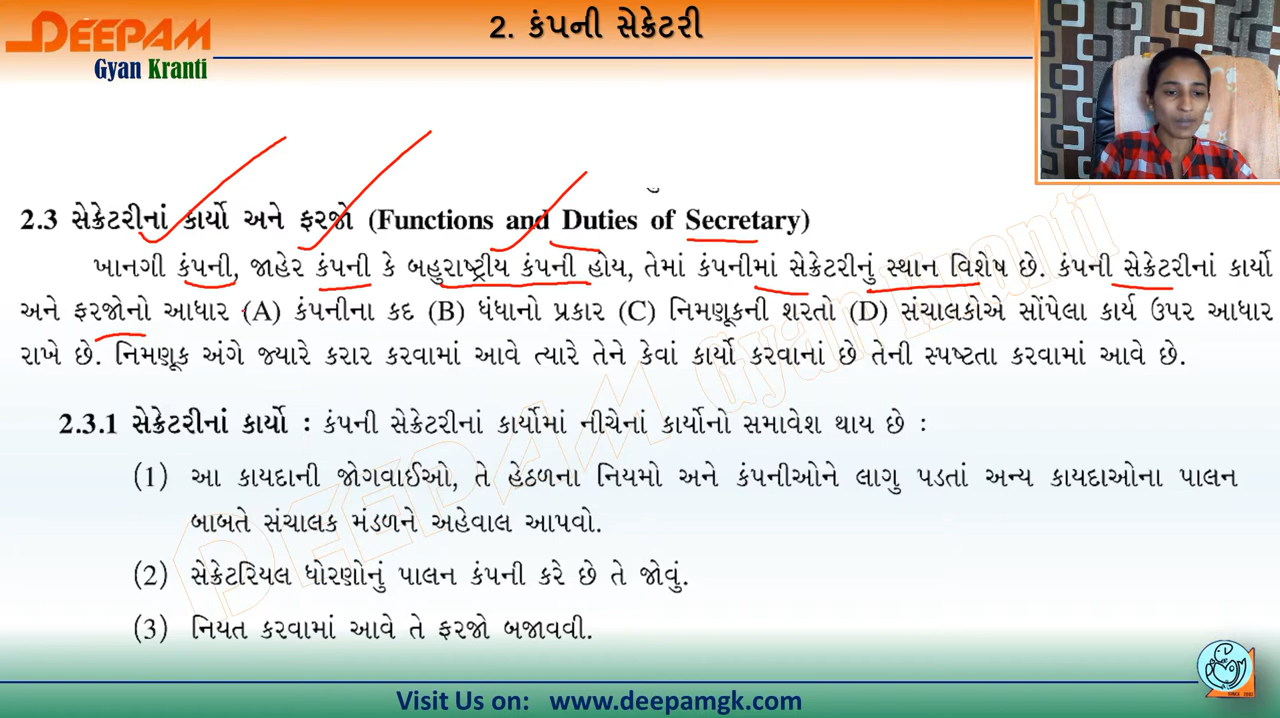 DEEPAM
Gyan Kranti
2. કંપની સેક્રેટરી
2.3 સેક્રેટરીનાં કાર્યો અને ફરજો (Functions and Duties of Secretary)
ખાનગી કંપની, જાહેર કંપની કે બહુરાષ્ટ્રીય કંપની હોય, તેમાં કંપનીમાં સેક્રેટરીનું સ્થાન વિશેષ છે. કંપની સેક્રેટરીનાં કાર્યો
અને ફરજોનો આધાર (A) કંપનીના કદ (B) ધંધાનો પ્રકાર (C) નિમણૂકની શરતો (D) સંચાલકોએ સોંપેલા કાર્ય ઉપર આધાર
રાખે છે. નિમણૂક અંગે જ્યારે કરાર કરવામાં આવે ત્યારે તેને કેવાં કાર્યો કરવાનાં છે તેની સ્પષ્ટતા કરવામાં આવે છે.
2.3.1 સેક્રેટરીનાં કાર્યો : કંપની સેક્રેટરીનાં કાર્યોમાં નીચેનાં કાર્યોનો સમાવેશ થાય છે :
(1) આ કાયદાની જોગવાઈઓ, તે હેઠળના નિયમો અને કંપનીઓને લાગુ પડતાં અન્ય કાયદાઓના પાલન
બાબતે સંચાલક મંડળને અહેવાલ આપવો.
(2) સેક્રેટરિયલ ધોરણોનું પાલન કંપની કરે છે તે જોવું.
(3) નિયત કરવામાં આવે તે ફરજો બજાવવી.
DEEPAM Gyan Kranti
Visit Us on: www.deepamgk.com